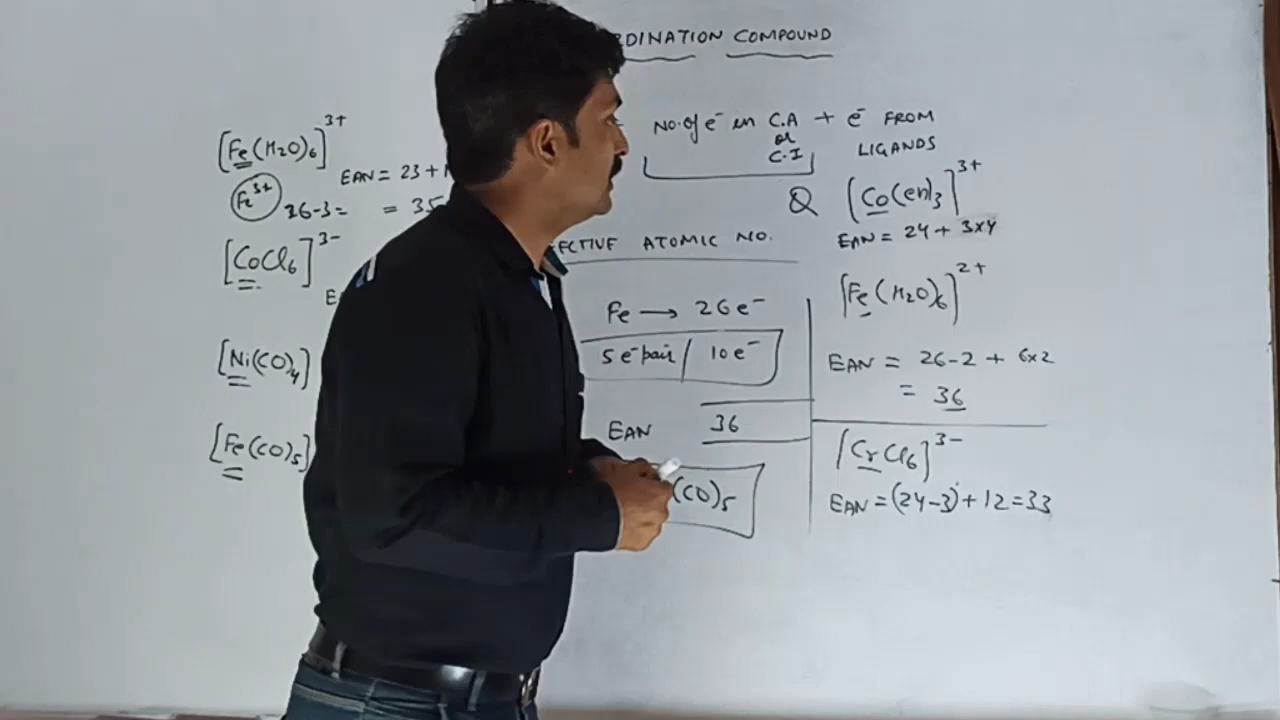 RDINATION COMPOUND
No. of e⁻ in C.A + e⁻ FROM
or
C.I LIGANDS
[Fe(H2O)6]3+
EAN = 23 + 1
Fe3+ 26-3= = 35
[CoCl6]3-
E
[Ni(CO)4]
[Fe(CO)5]
ECTIVE ATOMIC NO.
Fe → 26e⁻
5 e⁻ pair / 10e⁻
EAN 36
(CO)5
Q [Co(en)3]3+
EAN = 24 + 3x4
[Fe(H2O)6]2+
EAN = 26-2 + 6x2
= 36
[CrCl6]3-
EAN = (24-3) + 12 = 33